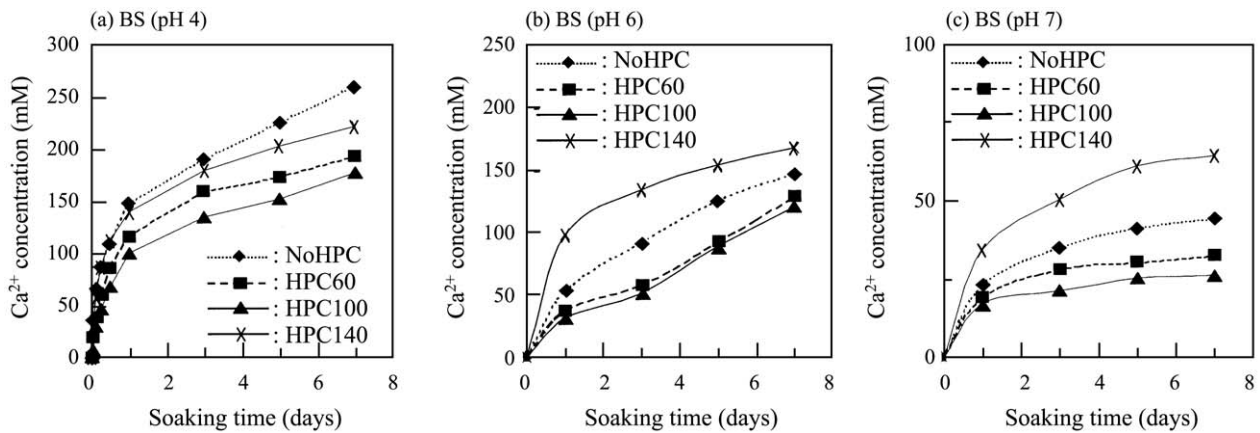 (a) BS (pH 4)
Ca²⁺ concentration (mM)
300
250
200
150
100
50
0
: NoHPC
: HPC60
: HPC100
: HPC140
0 2 4 6 8
Soaking time (days)
(b) BS (pH 6)
Ca²⁺ concentration (mM)
250
200
150
100
50
0
: NoHPC
: HPC60
: HPC100
: HPC140
0 2 4 6 8
Soaking time (days)
(c) BS (pH 7)
Ca²⁺ concentration (mM)
100
50
0
: NoHPC
: HPC60
: HPC100
: HPC140
0 2 4 6 8
Soaking time (days)